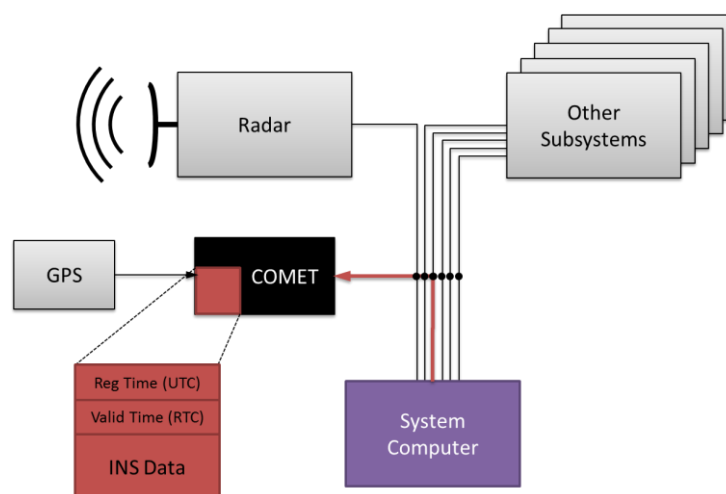 Radar
Other
Subsystems
GPS
COMET
Reg Time (UTC)
Valid Time (RTC)
INS Data
System
Computer